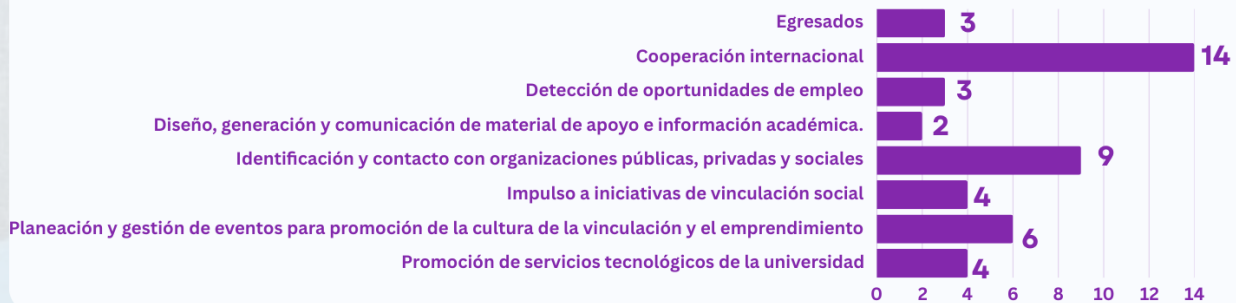 Egresados 3
Cooperación internacional 14
Detección de oportunidades de empleo 3
Diseño, generación y comunicación de material de apoyo e información académica. 2
Identificación y contacto con organizaciones públicas, privadas y sociales 9
Impulso a iniciativas de vinculación social 4
Planeación y gestión de eventos para promoción de la cultura de la vinculación y el emprendimiento 6
Promoción de servicios tecnológicos de la universidad 4
0 2 4 6 8 10 12 14